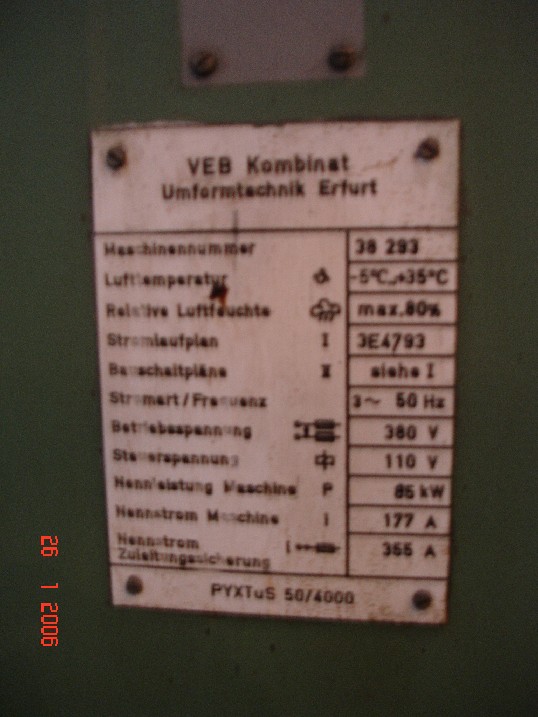 VEB Kombinat
Umformtechnik Erfurt
Maschinennummer 38 293
Lufttemperatur -5°C..+35°C
Relative Luftfeuchte max.80%
Stromlaufplan I 3E4793
Bauschaltpläne II siehe I
Stromart/Frequenz 3~ 50 Hz
Betriebsspannung 380 V
Steuerspannung 110 V
Nennleistung Maschine P 85 kW
Nennstrom Maschine I 177 A
Nennstrom
Zuleitungssicherung I 355 A
PYXTuS 50/4000
26 1 2006